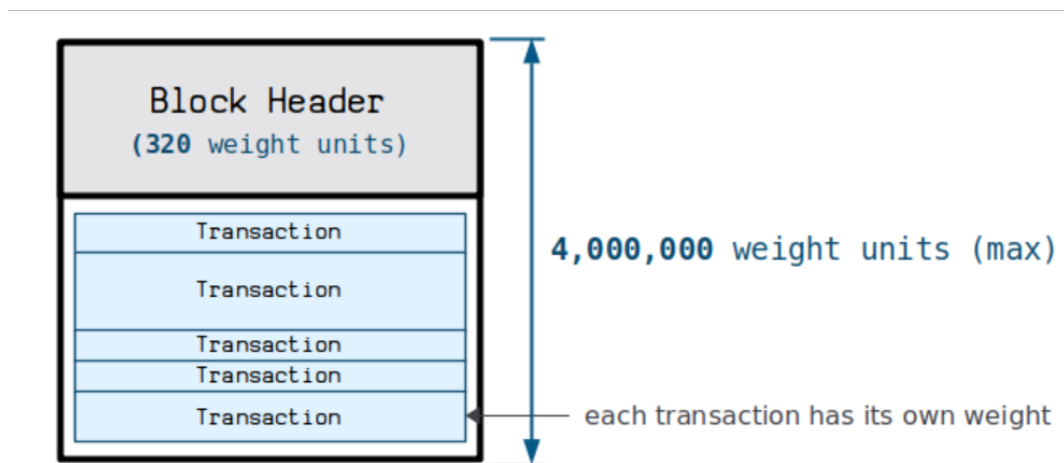 Block Header
(320 weight units)
Transaction
Transaction
Transaction
Transaction
Transaction
4,000,000 weight units (max)
each transaction has its own weight